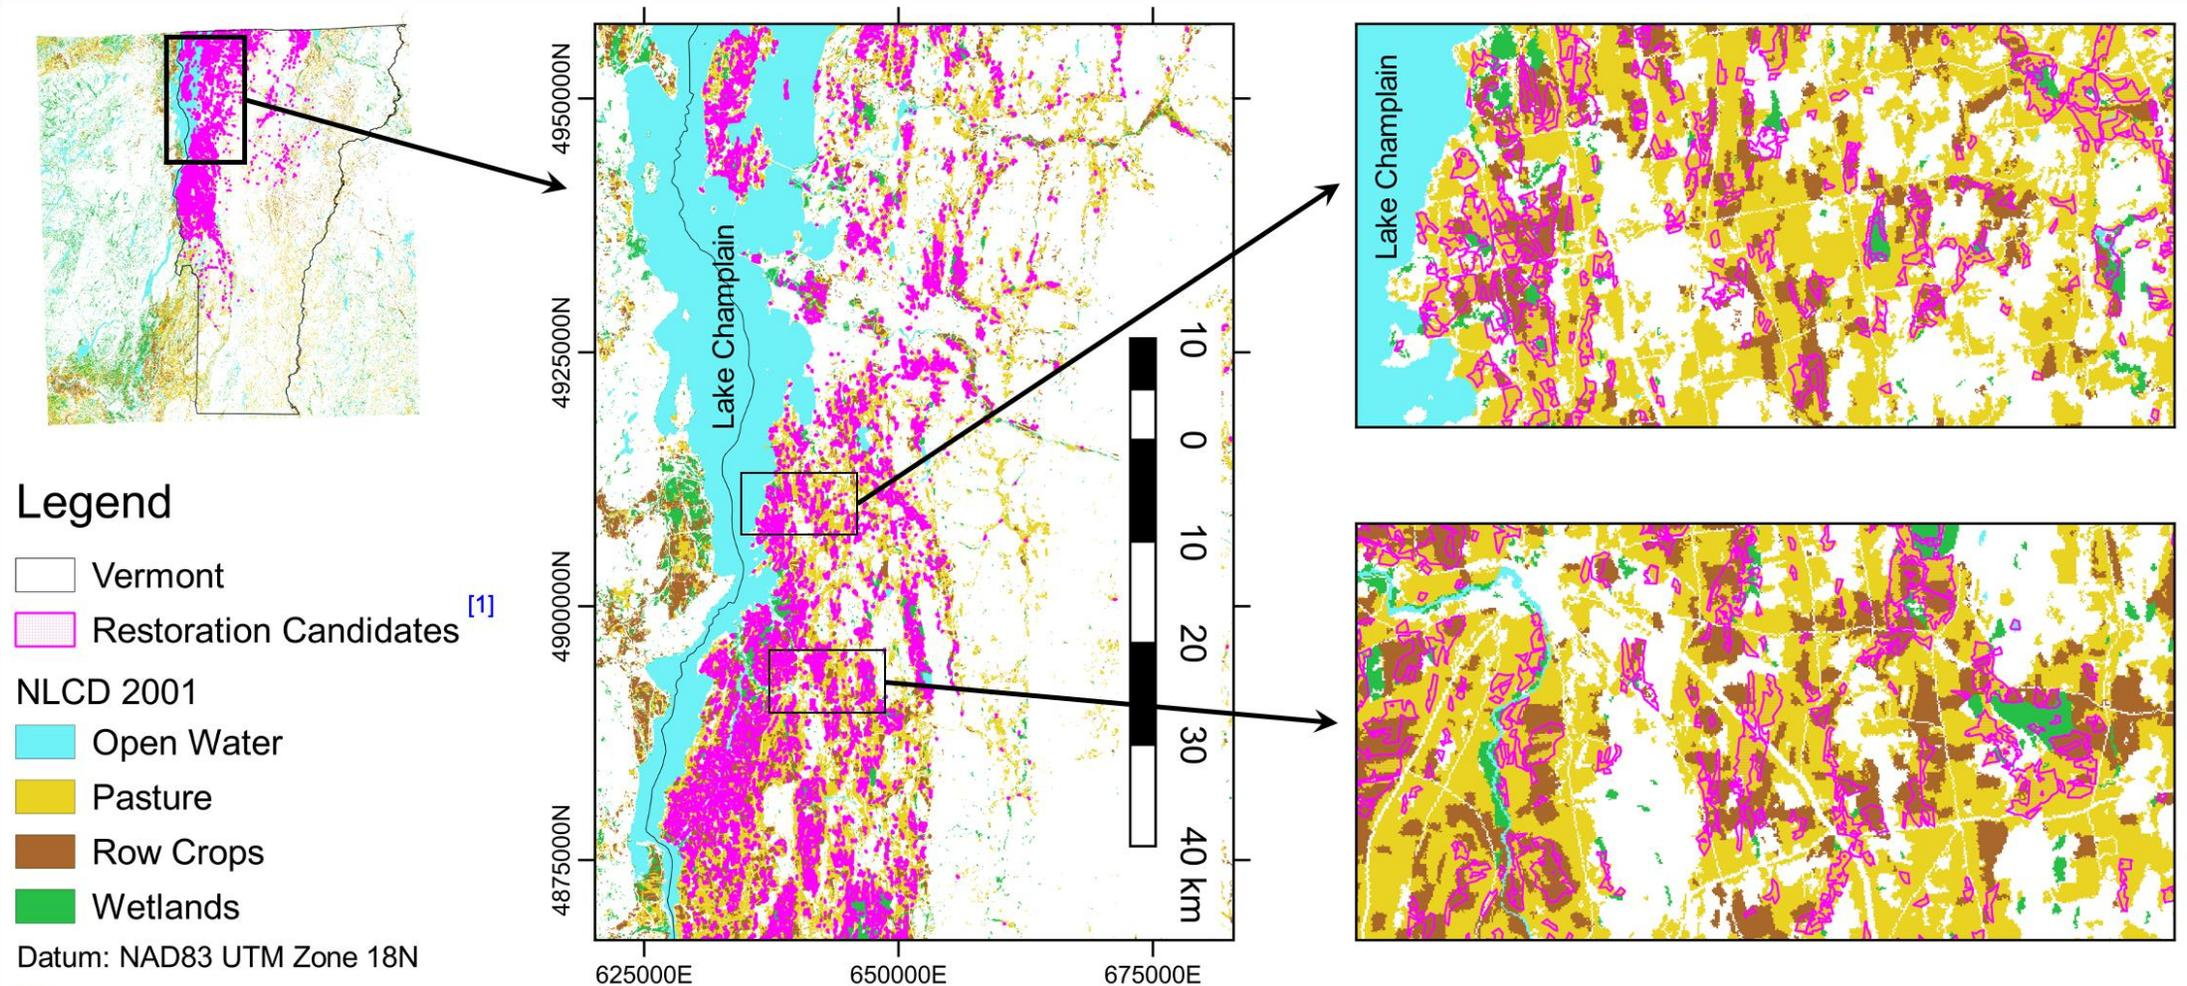 Legend
Vermont
Restoration Candidates [1]
NLCD 2001
Open Water
Pasture
Row Crops
Wetlands
Datum: NAD83 UTM Zone 18N
4950000N
4925000N
4900000N
4875000N
625000E 650000E 675000E
Lake Champlain
10 0 10 20 30 40 km
Lake Champlain